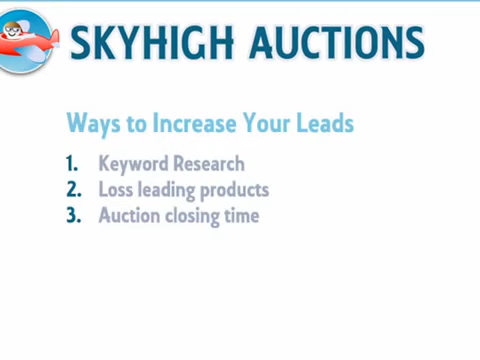 SKYHIGH AUCTIONS
Ways to Increase Your Leads
1. Keyword Research
2. Loss leading products
3. Auction closing time